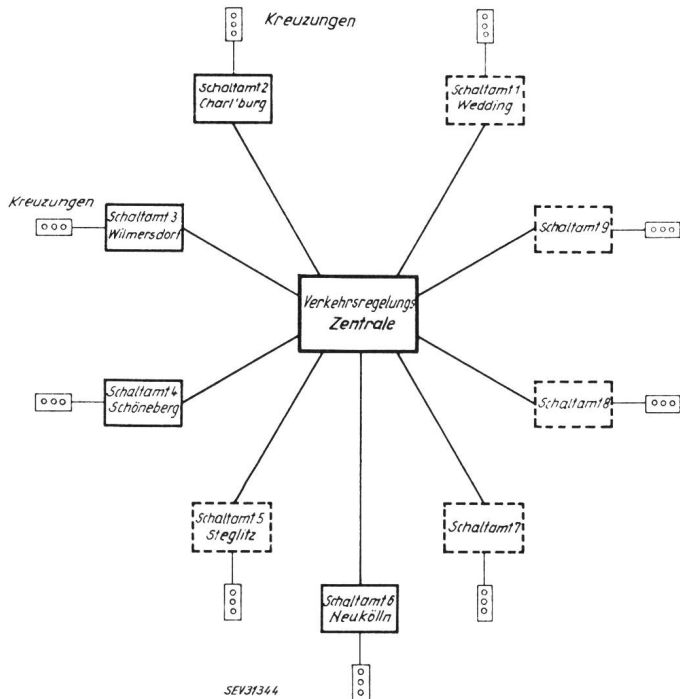 Kreuzungen
Schaltamt 2
Charl'burg
Schaltamt 1
Wedding
Kreuzungen
Schaltamt 3
Wilmersdorf
Schaltamt 9
Verkehrsregelungs
Zentrale
Schaltamt 4
Schöneberg
Schaltamt 8
Schaltamt 5
Steglitz
Schaltamt 7
Schaltamt 6
Neukölln
SEV31344